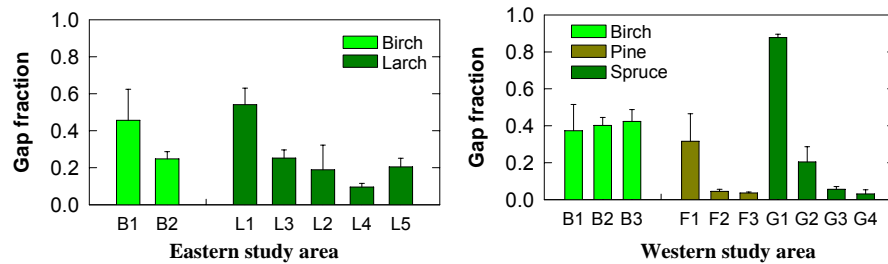 1.0
0.8
0.6
0.4
0.2
0.0
Gap fraction
Birch
Larch
B1 B2 L1 L3 L2 L4 L5
Eastern study area
1.0
0.8
0.6
0.4
0.2
0.0
Gap fraction
Birch
Pine
Spruce
B1 B2 B3 F1 F2 F3 G1 G2 G3 G4
Western study area